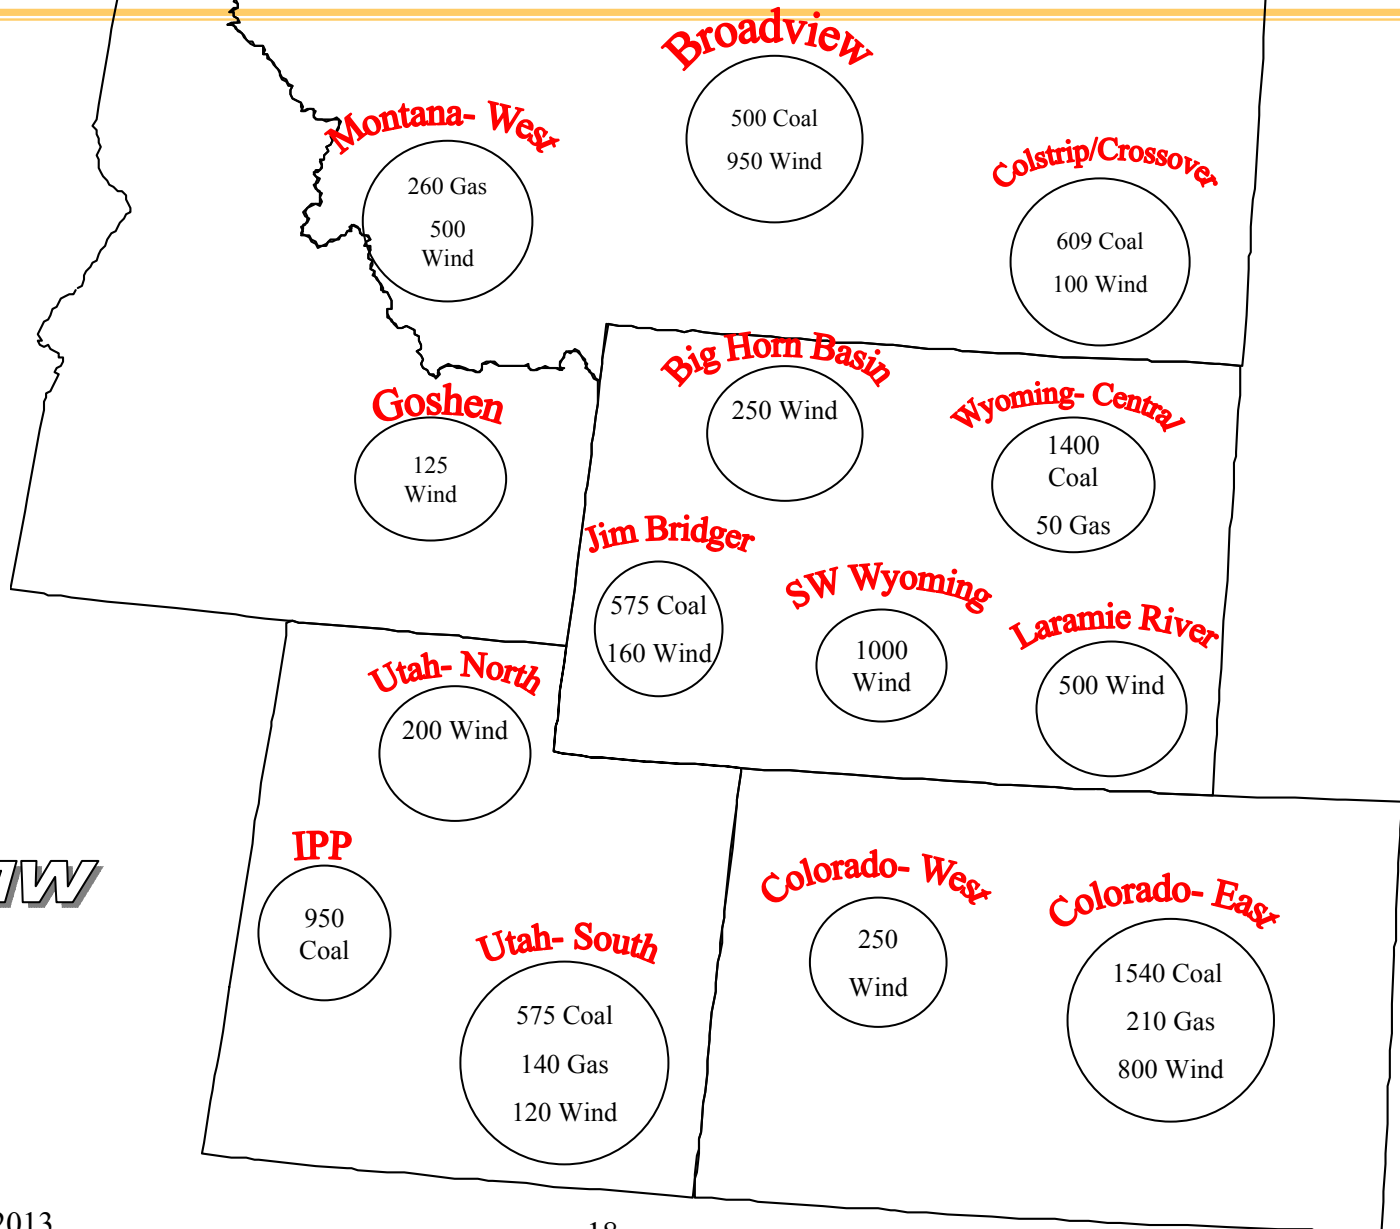 Broadview
500 Coal
950 Wind
Montana- West
260 Gas
500
Wind
Colstrip/Crossover
609 Coal
100 Wind
Big Horn Basin
250 Wind
Wyoming- Central
1400
Coal
50 Gas
Goshen
125
Wind
Jim Bridger
575 Coal
160 Wind
SW Wyoming
1000
Wind
Laramie River
500 Wind
Utah- North
200 Wind
IPP
950
Coal
Utah- South
575 Coal
140 Gas
120 Wind
Colorado- West
250
Wind
Colorado- East
1540 Coal
210 Gas
800 Wind
2013
18